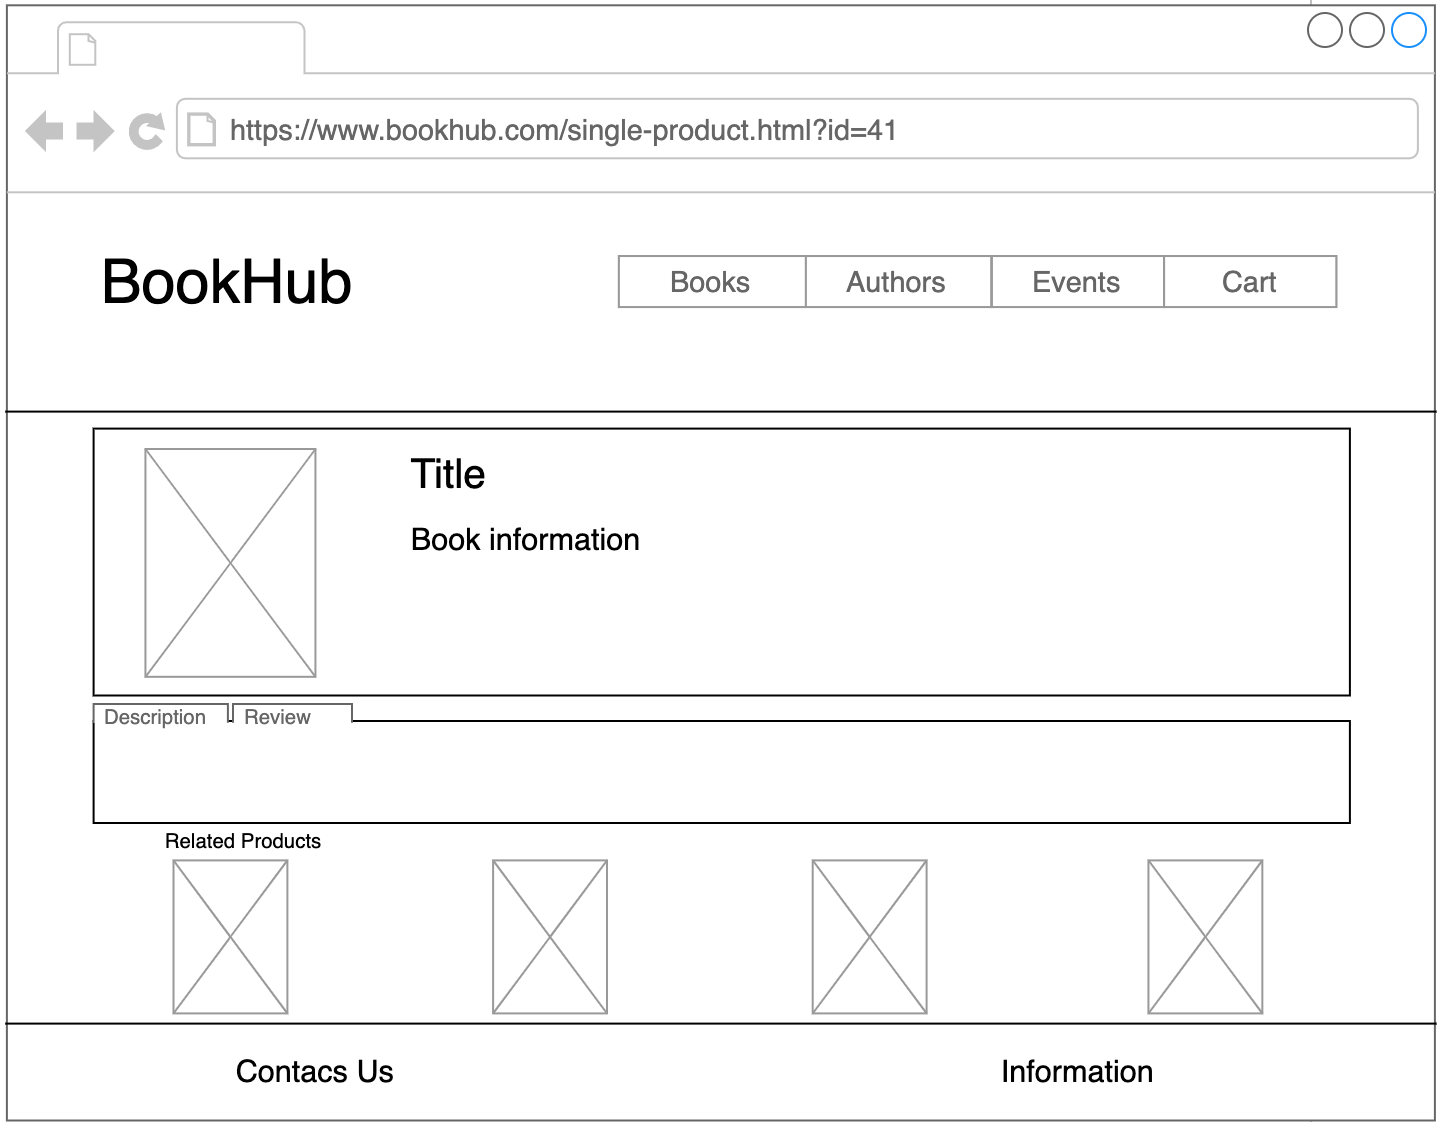 https://www.bookhub.com/single-product.html?id=41
BookHub
Books Authors Events Cart
Title
Book information
Description Review
Related Products
Contacs Us Information